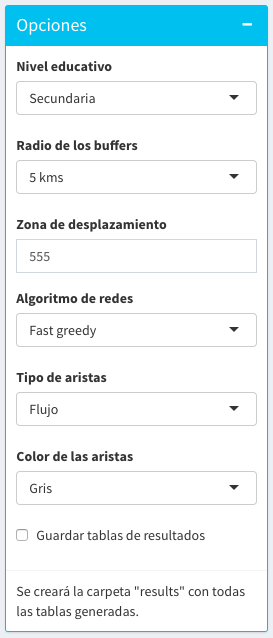 Opciones
Nivel educativo
Secundaria
Radio de los buffers
5 kms
Zona de desplazamiento
555
Algoritmo de redes
Fast greedy
Tipo de aristas
Flujo
Color de las aristas
Gris
Guardar tablas de resultados
Se creará la carpeta "results" con todas
las tablas generadas.